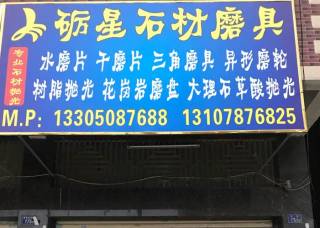 砺星石材磨具
专业石材抛光
水磨片 干磨片 三角磨具 异形磨轮
树脂抛光 花岗岩磨盘 大理石草酸抛光
M.P: 13305087688 13107876825